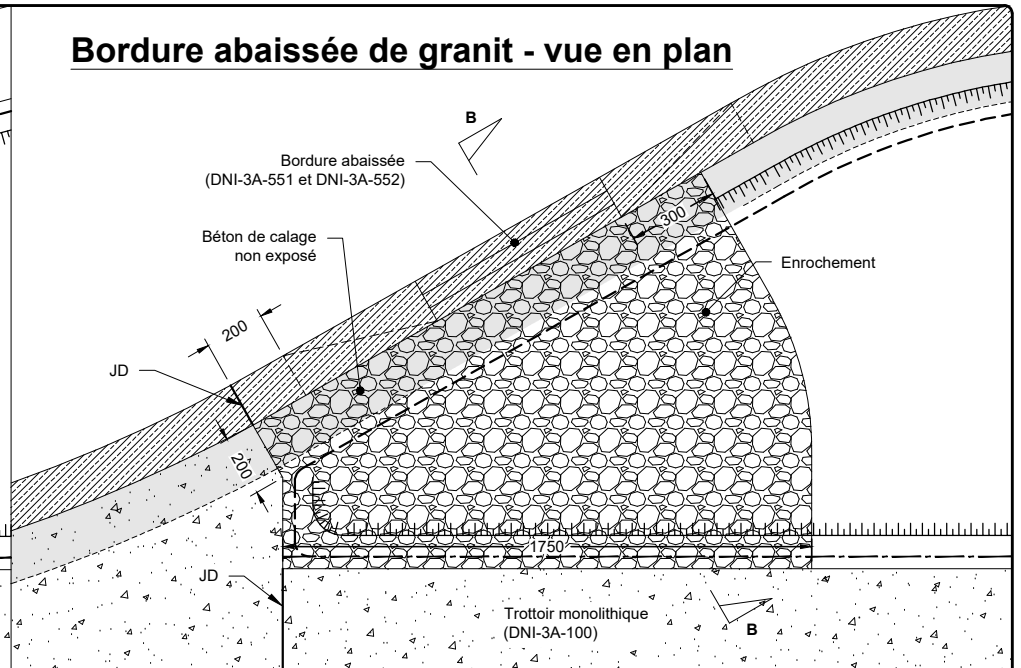 Bordure abaissée de granit - vue en plan
B
Bordure abaissée
(DNI-3A-551 et DNI-3A-552)
Béton de calage
non exposé
300
Enrochement
200
JD
200
1750
JD
Trottoir monolithique
(DNI-3A-100)
B